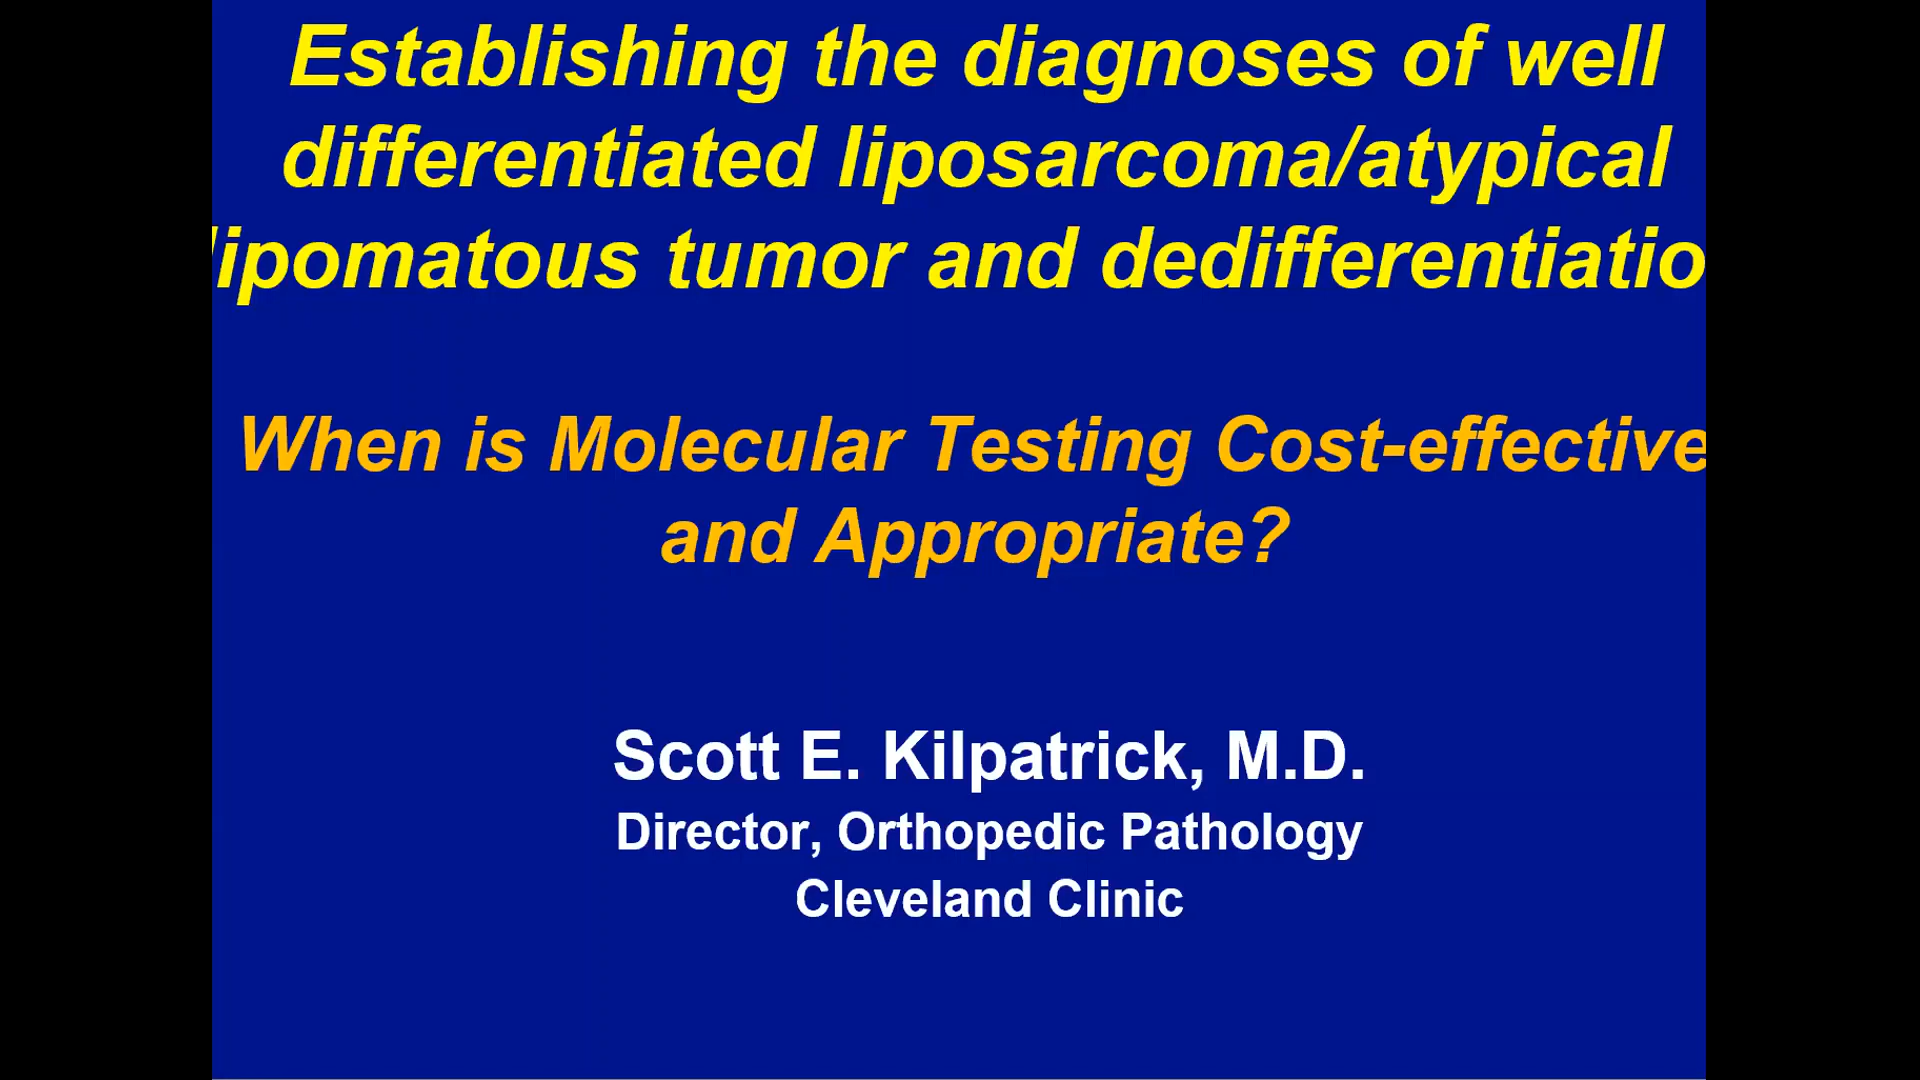 Establishing the diagnoses of well
differentiated liposarcoma/atypical
lipomatous tumor and dedifferentiatio
When is Molecular Testing Cost-effective
and Appropriate?
Scott E. Kilpatrick, M.D.
Director, Orthopedic Pathology
Cleveland Clinic